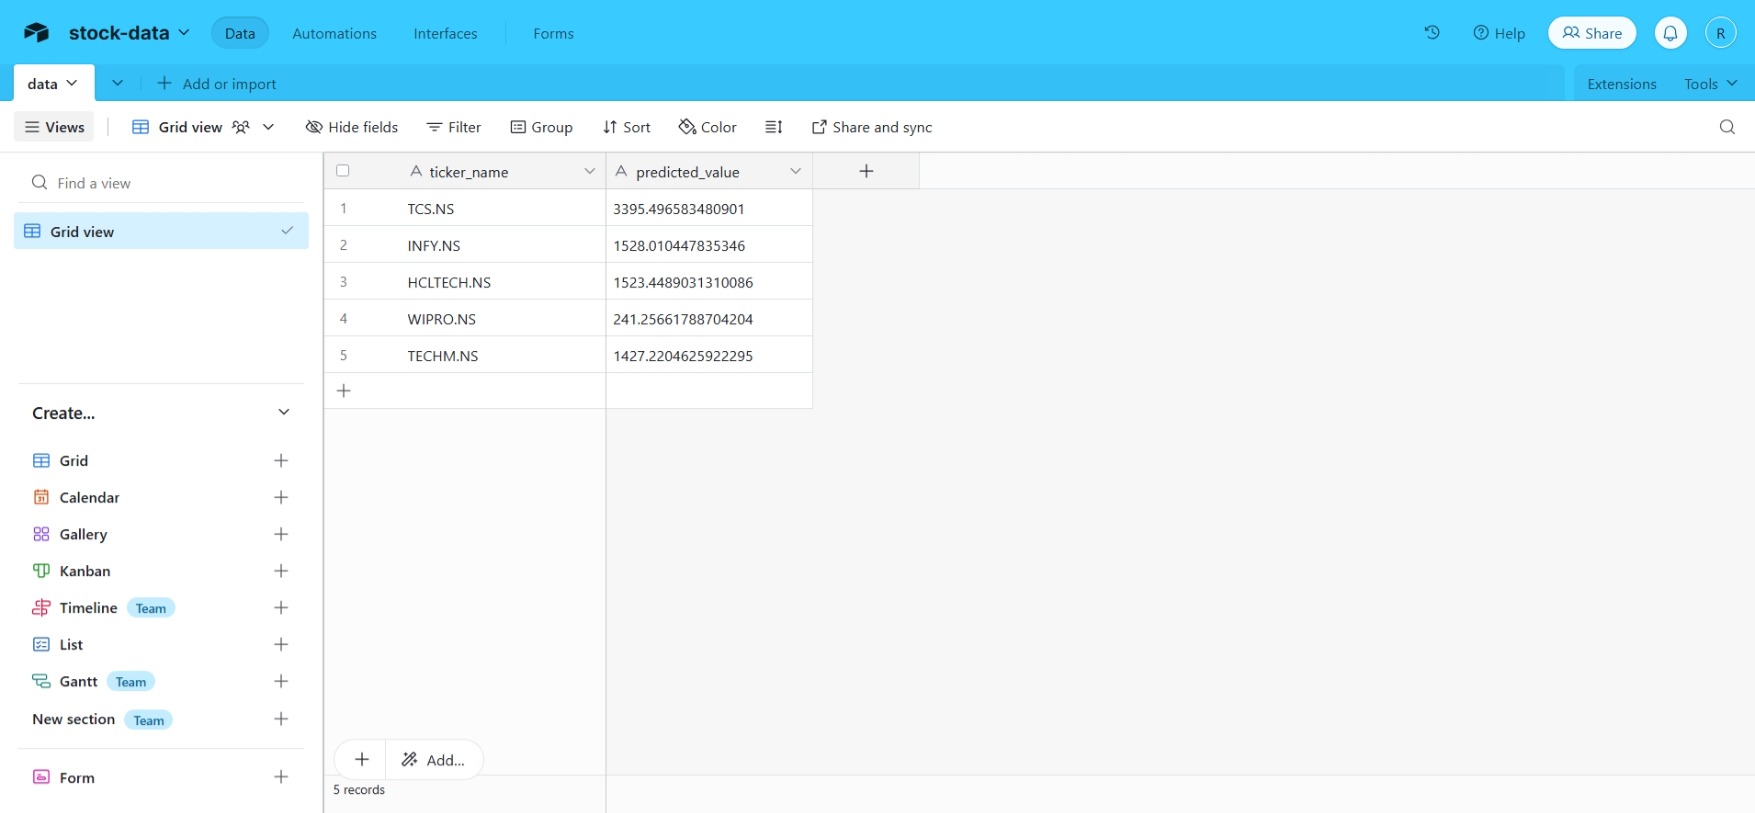 stock-data Data Automations Interfaces Forms Help Share R
data Add or import Extensions Tools
Views Grid view Hide fields Filter Group Sort Color Share and sync
Find a view
Grid view
Create...
Grid
Calendar
31
Gallery
Kanban
Timeline Team
List
Gantt Team
New section Team
Form
ticker_name predicted_value
1 TCS.NS 3395.496583480901
2 INFY.NS 1528.010447835346
3 HCLTECH.NS 1523.4489031310086
4 WIPRO.NS 241.25661788704204
5 TECHM.NS 1427.2204625922295
Add...
5 records